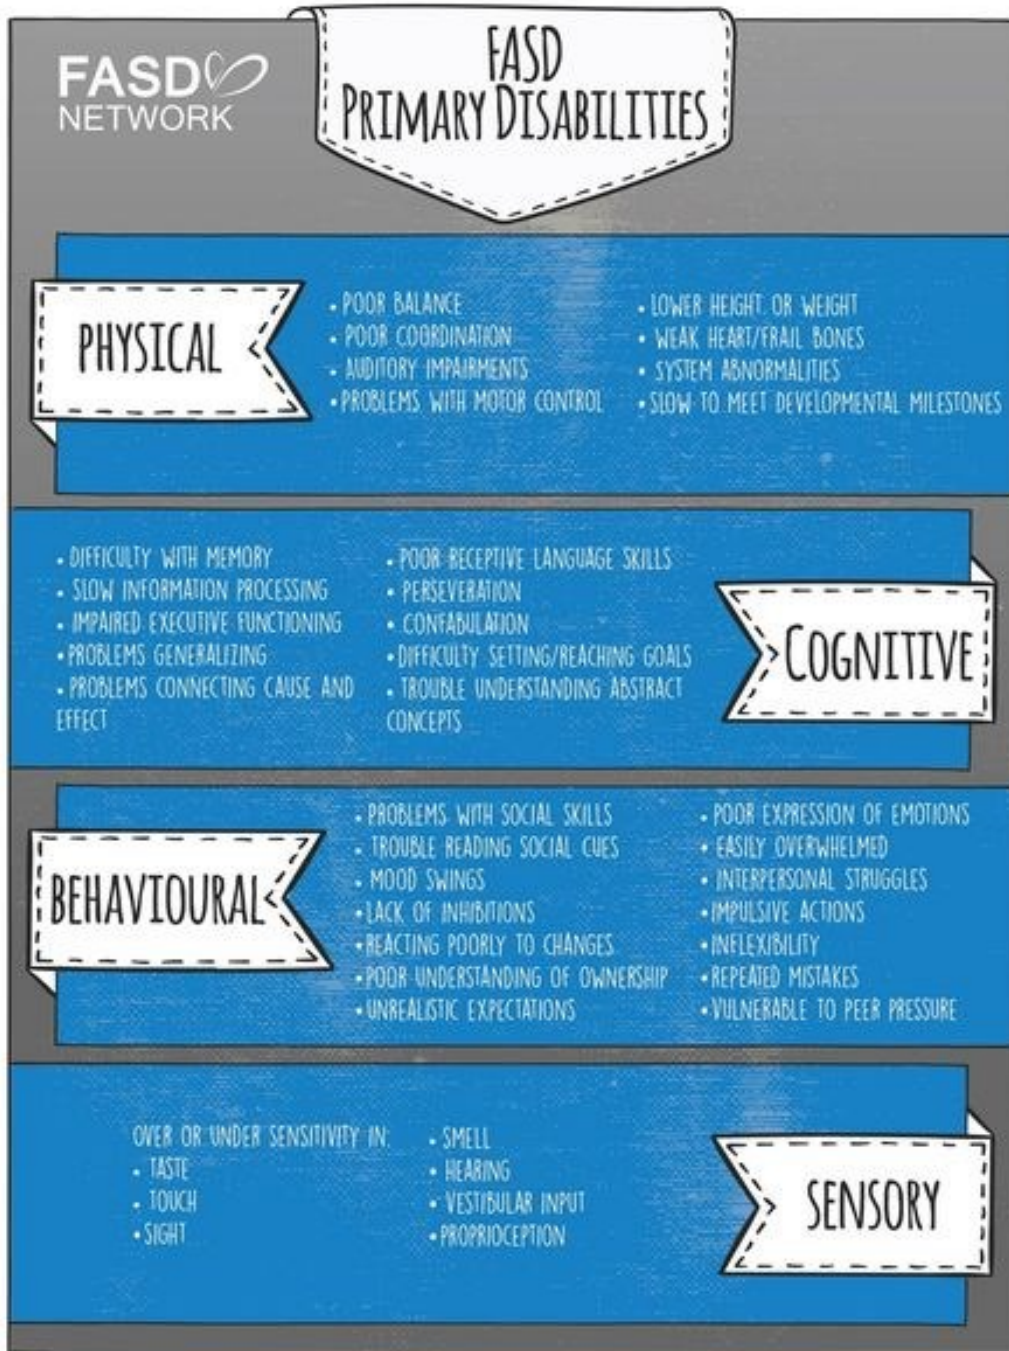 FASD
NETWORK
FASD
PRIMARY DISABILITIES
PHYSICAL
• POOR BALANCE
• POOR COORDINATION
• AUDITORY IMPAIRMENTS
• PROBLEMS WITH MOTOR CONTROL
• LOWER HEIGHT OR WEIGHT
• WEAK HEART/FRAIL BONES
• SYSTEM ABNORMALITIES
• SLOW TO MEET DEVELOPMENTAL MILESTONES
• DIFFICULTY WITH MEMORY
• SLOW INFORMATION PROCESSING
• IMPAIRED EXECUTIVE FUNCTIONING
• PROBLEMS GENERALIZING
• PROBLEMS CONNECTING CAUSE AND
EFFECT
• POOR RECEPTIVE LANGUAGE SKILLS
• PERSEVERATION
• CONFABULATION
• DIFFICULTY SETTING/REACHING GOALS
• TROUBLE UNDERSTANDING ABSTRACT
CONCEPTS
COGNITIVE
BEHAVIOURAL
• PROBLEMS WITH SOCIAL SKILLS
• TROUBLE READING SOCIAL CUES
• MOOD SWINGS
• LACK OF INHIBITIONS
• REACTING POORLY TO CHANGES
• POOR UNDERSTANDING OF OWNERSHIP
• UNREALISTIC EXPECTATIONS
• POOR EXPRESSION OF EMOTIONS
• EASILY OVERWHELMED
• INTERPERSONAL STRUGGLES
• IMPULSIVE ACTIONS
• INFLEXIBILITY
• REPEATED MISTAKES
• VULNERABLE TO PEER PRESSURE
OVER OR UNDER SENSITIVITY IN:
• TASTE
• TOUCH
• SIGHT
• SMELL
• HEARING
• VESTIBULAR INPUT
• PROPRIOCEPTION
SENSORY